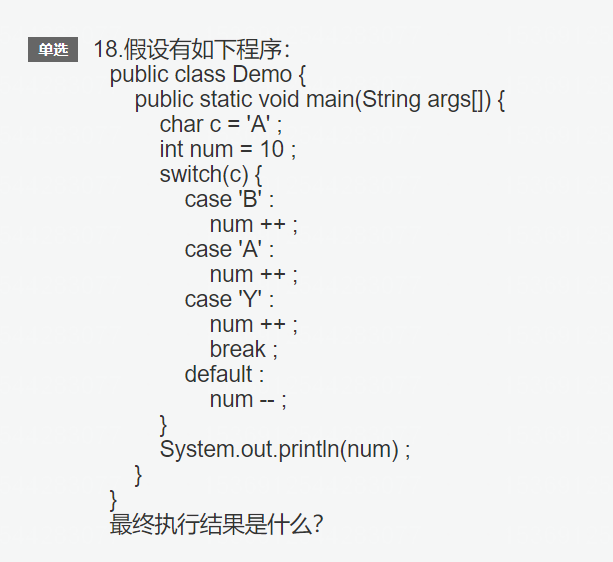 单选 18.假设有如下程序：
public class Demo {
public static void main(String args[]) {
char c = 'A' ;
int num = 10 ;
switch(c) {
case 'B' :
num ++ ;
case 'A' :
num ++ ;
case 'Y' :
num ++ ;
break ;
default :
num -- ;
}
System.out.println(num) ;
}
}
最终执行结果是什么？